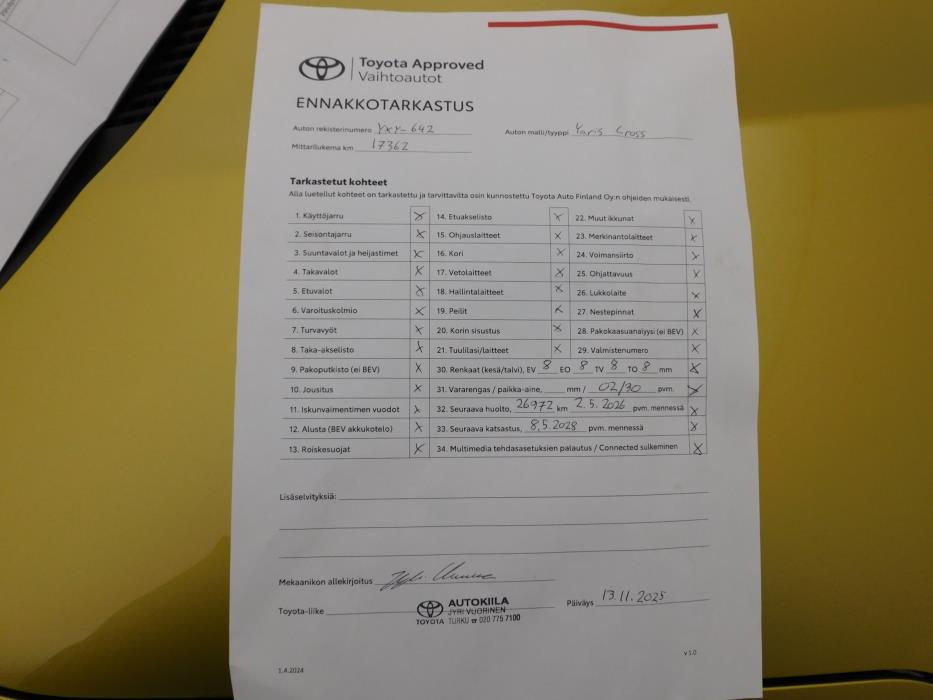 Toyota Approved
Vaihtoautot
ENNAKKOTARKASTUS
Auton rekisterinumero YXY-642 Auton malli/tyyppi Yaris Cross
Mittarilukema km 17362
Tarkastetut kohteet
Alla luetellut kohteet on tarkastettu ja tarvittavilta osin kunnostettu Toyota Auto Finland Oy:n ohjeiden mukaisesti.
1. Käyttöjarru X 14. Etuakselisto X 22. Muut ikkunat X
2. Seisontajarru X 15. Ohjauslaitteet X 23. Merkinantolaitteet X
3. Suuntavalot ja heijastimet X 16. Kori X 24. Voimansiirto X
4. Takavalot X 17. Vetolaitteet X 25. Ohjattavuus X
5. Etuvalot X 18. Hallintalaitteet X 26. Lukkolaite X
6. Varoituskolmio X 19. Peilit X 27. Nestepinnat X
7. Turvavyöt X 20. Korin sisustus X 28. Pakokaasuanalyysi (ei BEV) X
8. Taka-akselisto X 21. Tuulilasi/laitteet X 29. Valmistenumero X
9. Pakoputkisto (ei BEV) X 30. Renkaat (kesä/talvi), EV 8 EO 8 TV 8 TO 8 mm X
10. Jousitus X 31. Vararengas / paikka-aine, mm / 02/30 pvm. X
11. Iskunvaimentimen vuodot X 32. Seuraava huolto, 26972 km 2.5.2026 pvm. mennessä X
12. Alusta (BEV akkukotelo) X 33. Seuraava katsastus, 8.5.2028 pvm. mennessä X
13. Roiskesuojat X 34. Multimedia tehdasasetuksien palautus / Connected sulkeminen X
Lisäselvityksiä:
Mekaanikon allekirjoitus
Toyota-liike AUTOKIILA Päiväys 13.11.2025
JYRI VUORINEN
TOYOTA TURKU ☎ 020 775 7100
v 1.0
1.4.2024